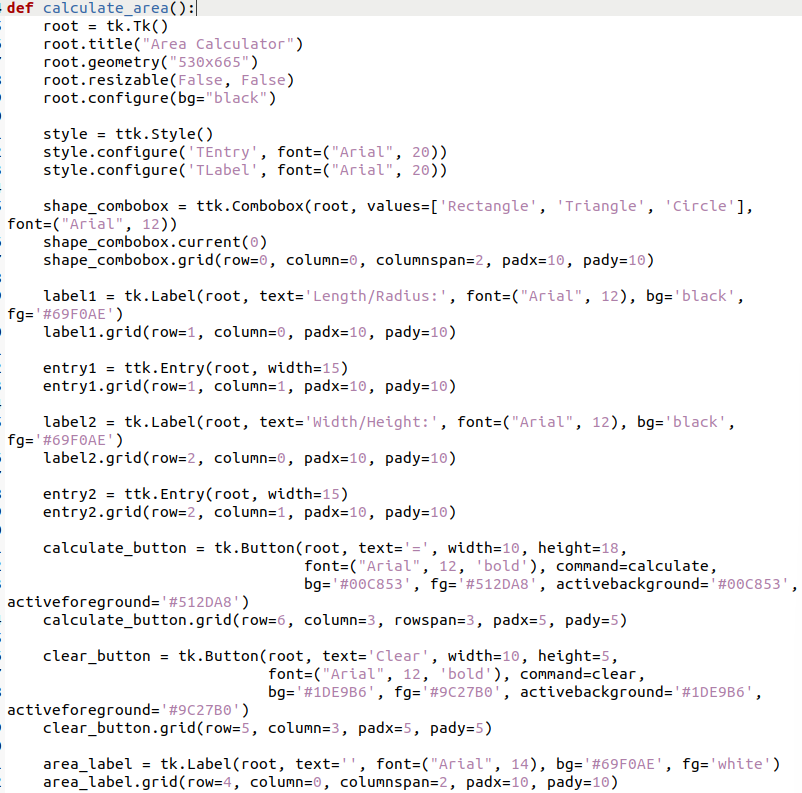 def calculate_area():
    root = tk.Tk()
    root.title("Area Calculator")
    root.geometry("530x665")
    root.resizable(False, False)
    root.configure(bg="black")
    style = ttk.Style()
    style.configure('TEntry', font=("Arial", 20))
    style.configure('TLabel', font=("Arial", 20))
    shape_combobox = ttk.Combobox(root, values=['Rectangle', 'Triangle', 'Circle'],
font=("Arial", 12))
    shape_combobox.current(0)
    shape_combobox.grid(row=0, column=0, columnspan=2, padx=10, pady=10)
    label1 = tk.Label(root, text='Length/Radius:', font=("Arial", 12), bg='black',
fg='#69F0AE')
    label1.grid(row=1, column=0, padx=10, pady=10)
    entry1 = ttk.Entry(root, width=15)
    entry1.grid(row=1, column=1, padx=10, pady=10)
    label2 = tk.Label(root, text='Width/Height:', font=("Arial", 12), bg='black',
fg='#69F0AE')
    label2.grid(row=2, column=0, padx=10, pady=10)
    entry2 = ttk.Entry(root, width=15)
    entry2.grid(row=2, column=1, padx=10, pady=10)
    calculate_button = tk.Button(root, text='=', width=10, height=18,
                                 font=("Arial", 12, 'bold'), command=calculate,
                                 bg='#00C853', fg='#512DA8', activebackground='#00C853',
activeforeground='#512DA8')
    calculate_button.grid(row=6, column=3, rowspan=3, padx=5, pady=5)
    clear_button = tk.Button(root, text='Clear', width=10, height=5,
                             font=("Arial", 12, 'bold'), command=clear,
                             bg='#1DE9B6', fg='#9C27B0', activebackground='#1DE9B6',
activeforeground='#9C27B0')
    clear_button.grid(row=5, column=3, padx=5, pady=5)
    area_label = tk.Label(root, text='', font=("Arial", 14), bg='#69F0AE', fg='white')
    area_label.grid(row=4, column=0, columnspan=2, padx=10, pady=10)